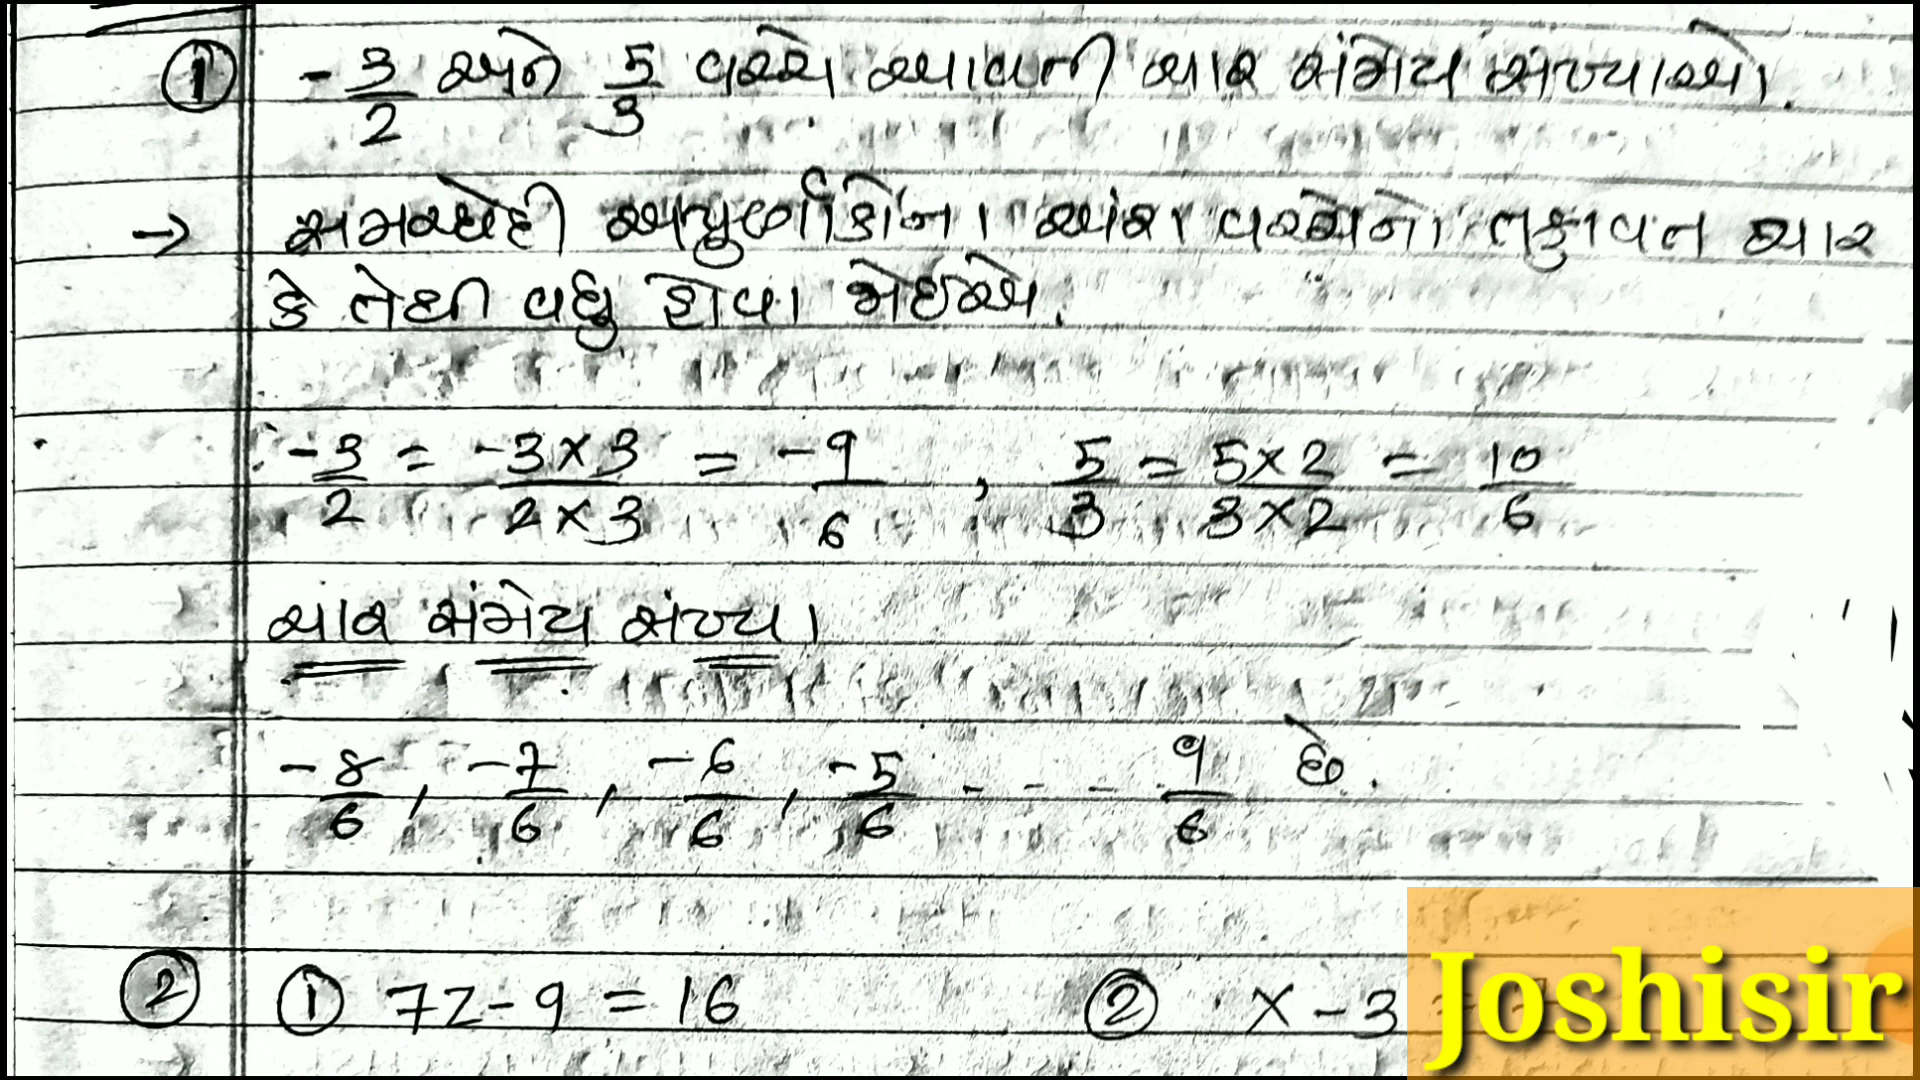 ① -3/2 અને 5/3 વચ્ચે આવતી ચાર સંમેય સંખ્યાઓ.
→ સમચ્છેદી અપુર્ણાંકોના અંશ વચ્ચેનો તફાવત ચાર
કે તેથી વધુ હોવો જોઈએ.
-3/2 = -3×3/2×3 = -9/6 , 5/3 = 5×2/3×2 = 10/6
ચાર સંમેય સંખ્યા
-8/6 , -7/6 , -6/6 , -5/6 - - - 9/6 છે.
② ① 7z-9 = 16 ② x-3
Joshisir